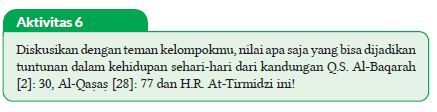 Aktivitas 6
Diskusikan dengan teman kelompokmu, nilai apa saja yang bisa dijadikan
tuntunan dalam kehidupan sehari-hari dari kandungan Q.S. Al-Baqarah
[2]: 30, Al-Qaṣaṣ [28]: 77 dan H.R. At-Tirmidzi ini!